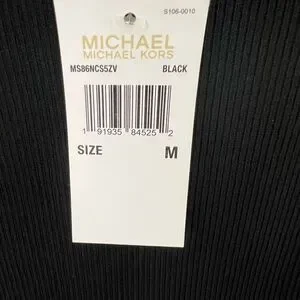 S106-0010
MICHAEL
MICHAEL KORS
MS86NCS5ZV BLACK
1 91935 84525 2
SIZE M